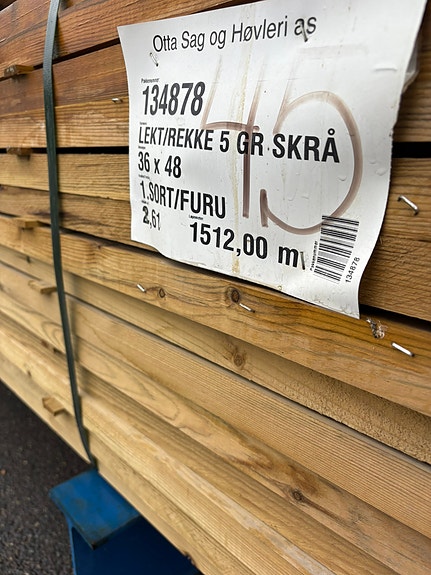 Otta Sag og Høvleri as
Pakkenummer
134878
45
LEKT/REKKE 5 GR SKRÅ
36 x 48
1.SORT/FURU
2,61
1512,00 m
134878